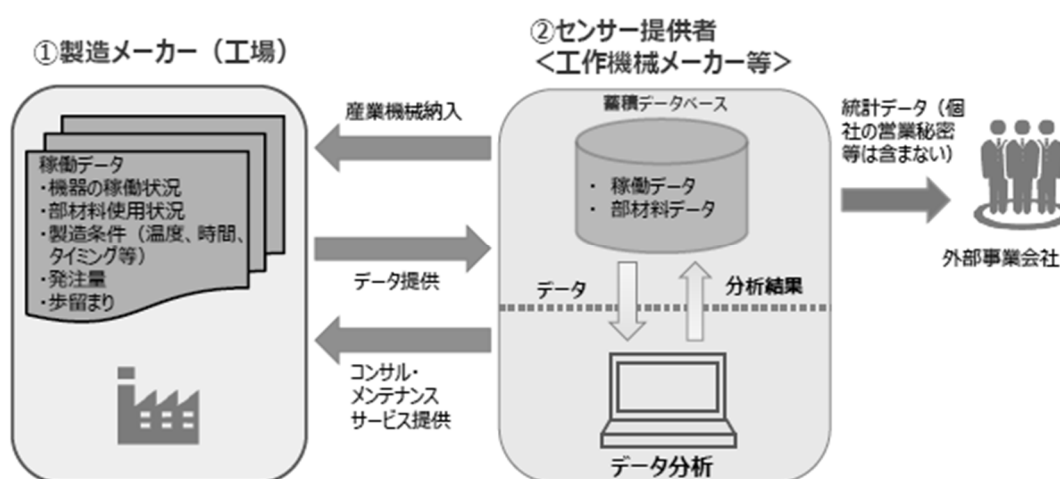 ①製造メーカー（工場）
稼働データ
・機器の稼働状況
・部材料使用状況
・製造条件（温度、時間、
タイミング等）
・発注量
・歩留まり
産業機械納入
データ提供
コンサル・
メンテナンス
サービス提供
②センサー提供者
＜工作機械メーカー等＞
蓄積データベース
・ 稼働データ
・ 部材料データ
データ
分析結果
データ分析
統計データ（個
社の営業秘密
等は含まない）
外部事業会社